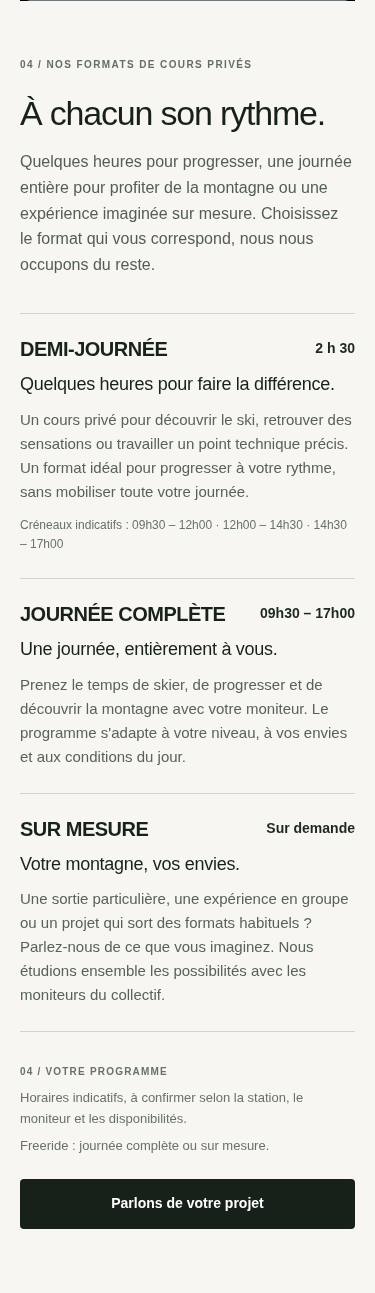 04 / NOS FORMATS DE COURS PRIVÉS
À chacun son rythme.
Quelques heures pour progresser, une journée
entière pour profiter de la montagne ou une
expérience imaginée sur mesure. Choisissez
le format qui vous correspond, nous nous
occupons du reste.
DEMI-JOURNÉE 2 h 30
Quelques heures pour faire la différence.
Un cours privé pour découvrir le ski, retrouver des
sensations ou travailler un point technique précis.
Un format idéal pour progresser à votre rythme,
sans mobiliser toute votre journée.
Créneaux indicatifs : 09h30 – 12h00 · 12h00 – 14h30 · 14h30
– 17h00
JOURNÉE COMPLÈTE 09h30 – 17h00
Une journée, entièrement à vous.
Prenez le temps de skier, de progresser et de
découvrir la montagne avec votre moniteur. Le
programme s'adapte à votre niveau, à vos envies
et aux conditions du jour.
SUR MESURE Sur demande
Votre montagne, vos envies.
Une sortie particulière, une expérience en groupe
ou un projet qui sort des formats habituels ?
Parlez-nous de ce que vous imaginez. Nous
étudions ensemble les possibilités avec les
moniteurs du collectif.
04 / VOTRE PROGRAMME
Horaires indicatifs, à confirmer selon la station, le
moniteur et les disponibilités.
Freeride : journée complète ou sur mesure.
Parlons de votre projet